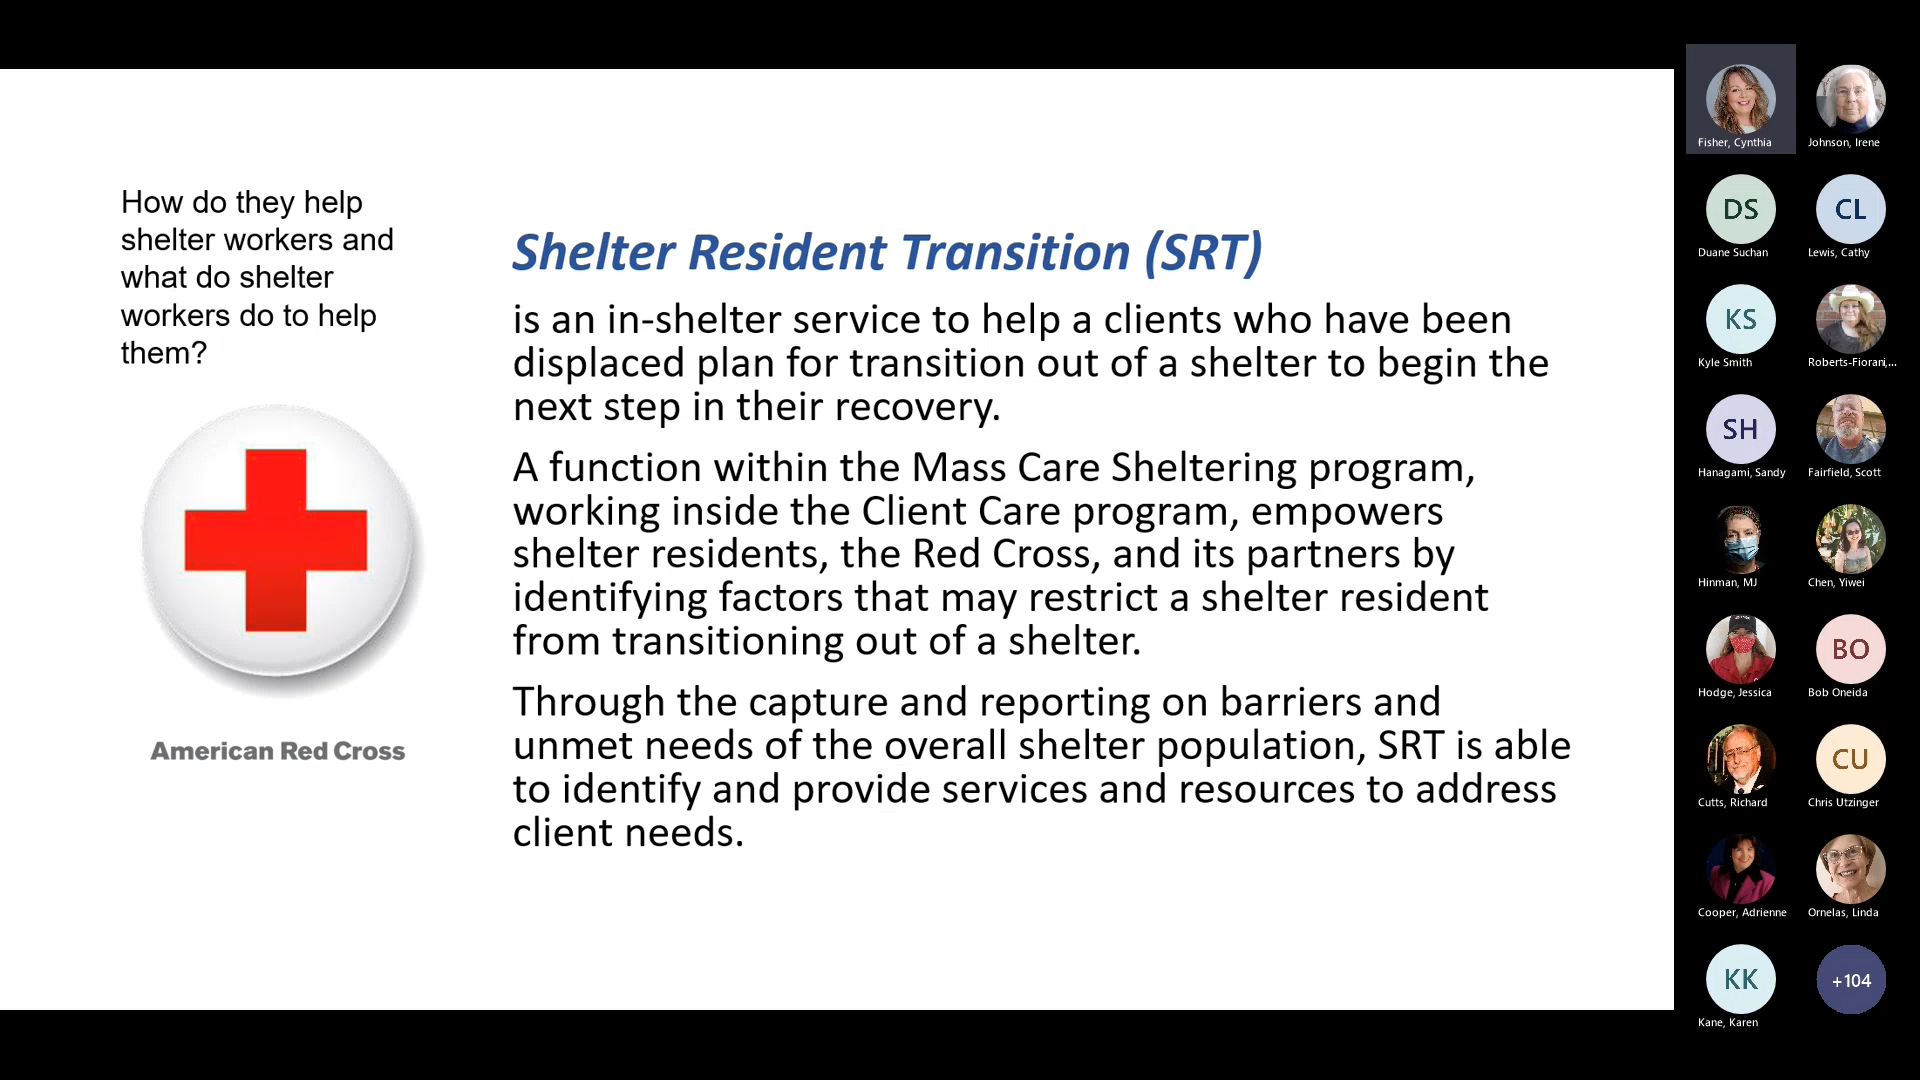 How do they help
shelter workers and
what do shelter
workers do to help
them?
American Red Cross
Shelter Resident Transition (SRT)
is an in-shelter service to help a clients who have been
displaced plan for transition out of a shelter to begin the
next step in their recovery.
A function within the Mass Care Sheltering program,
working inside the Client Care program, empowers
shelter residents, the Red Cross, and its partners by
identifying factors that may restrict a shelter resident
from transitioning out of a shelter.
Through the capture and reporting on barriers and
unmet needs of the overall shelter population, SRT is able
to identify and provide services and resources to address
client needs.
Fisher, Cynthia
Johnson, Irene
DS
CL
Duane Suchan
Lewis, Cathy
KS
Kyle Smith
Roberts-Fiorani,...
SH
Hanagami, Sandy
Fairfield, Scott
Hinman, MJ
Chen, Yiwei
BO
Hodge, Jessica
Bob Oneida
CU
Cutts, Richard
Chris Utzinger
Cooper, Adrienne
Ornelas, Linda
KK
+104
Kane, Karen